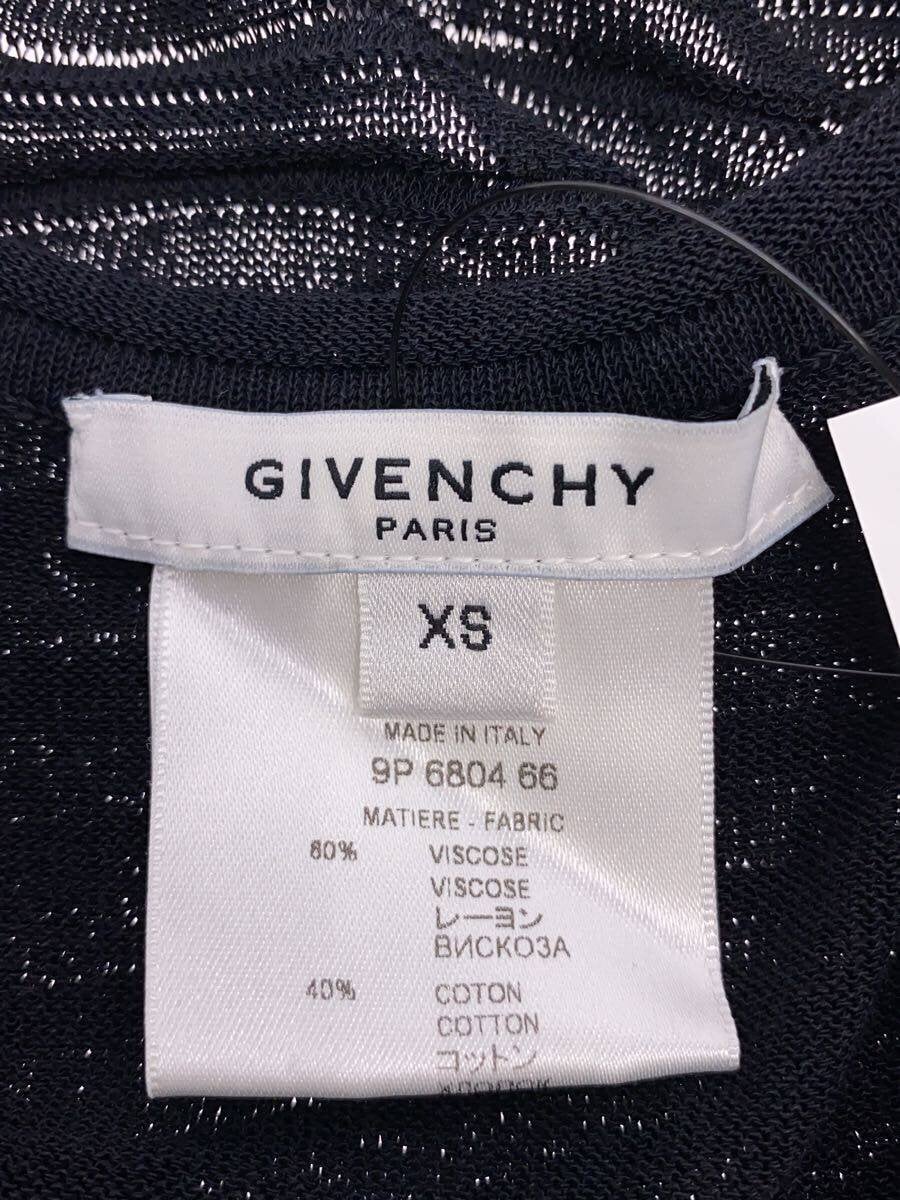 GIVENCHY
PARIS
XS
MADE IN ITALY
9P 6804 66
MATIERE - FABRIC
60% VISCOSE
VISCOSE
レーヨン
ВИСКОЗА
40% COTON
COTTON
コットン